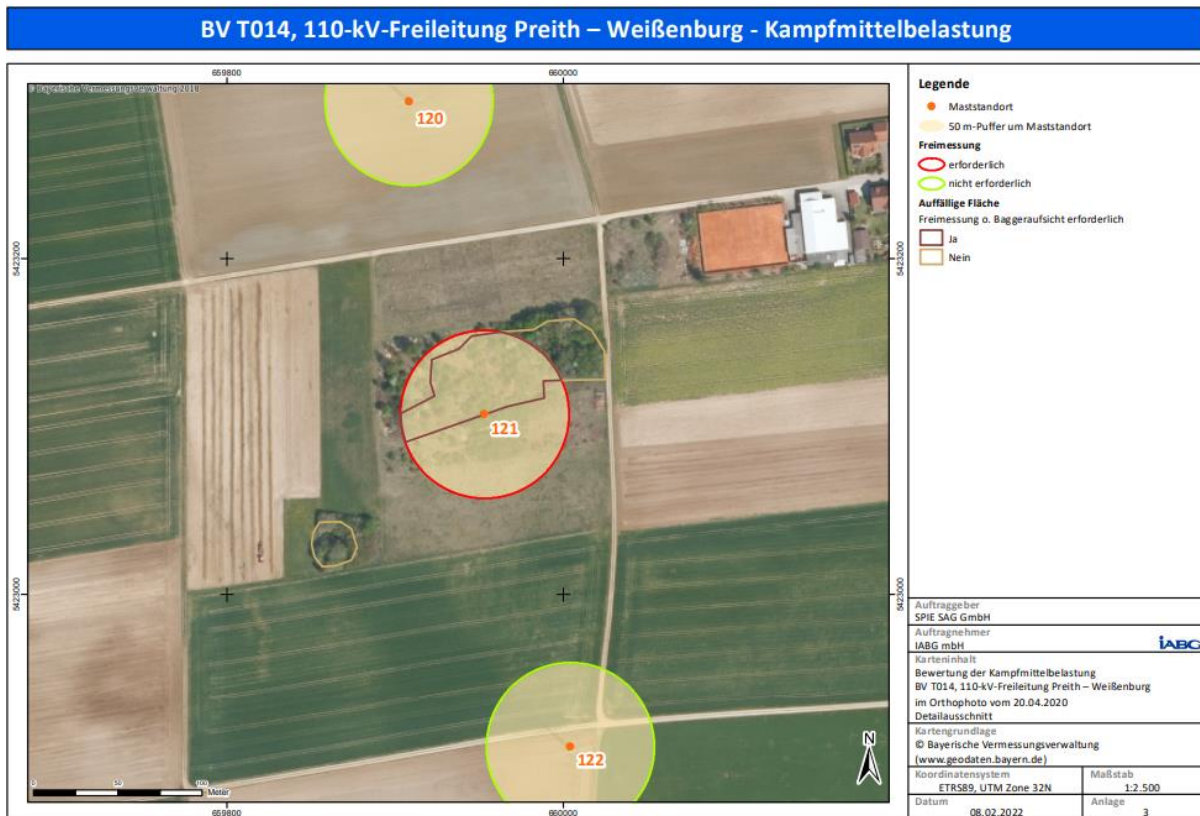 BV T014, 110-kV-Freileitung Preith – Weißenburg - Kampfmittelbelastung
659800
660000
© Bayerische Vermessungsverwaltung 2018
120
5423200
5423200
121
5423000
5423000
122
0 50 100
Meter
659800
660000
N
Legende
Maststandort
50 m-Puffer um Maststandort
Freimessung
erforderlich
nicht erforderlich
Auffällige Fläche
Freimessung o. Baggeraufsicht erforderlich
Ja
Nein
Auftraggeber
SPIE SAG GmbH
Auftragnehmer
IABG mbH
iABG
Karteninhalt
Bewertung der Kampfmittelbelastung
BV T014, 110-kV-Freileitung Preith – Weißenburg
im Orthophoto vom 20.04.2020
Detailausschnitt
Kartengrundlage
© Bayerische Vermessungsverwaltung
(www.geodaten.bayern.de)
Koordinatensystem
ETRS89, UTM Zone 32N
Maßstab
1:2.500
Datum
08.02.2022
Anlage
3